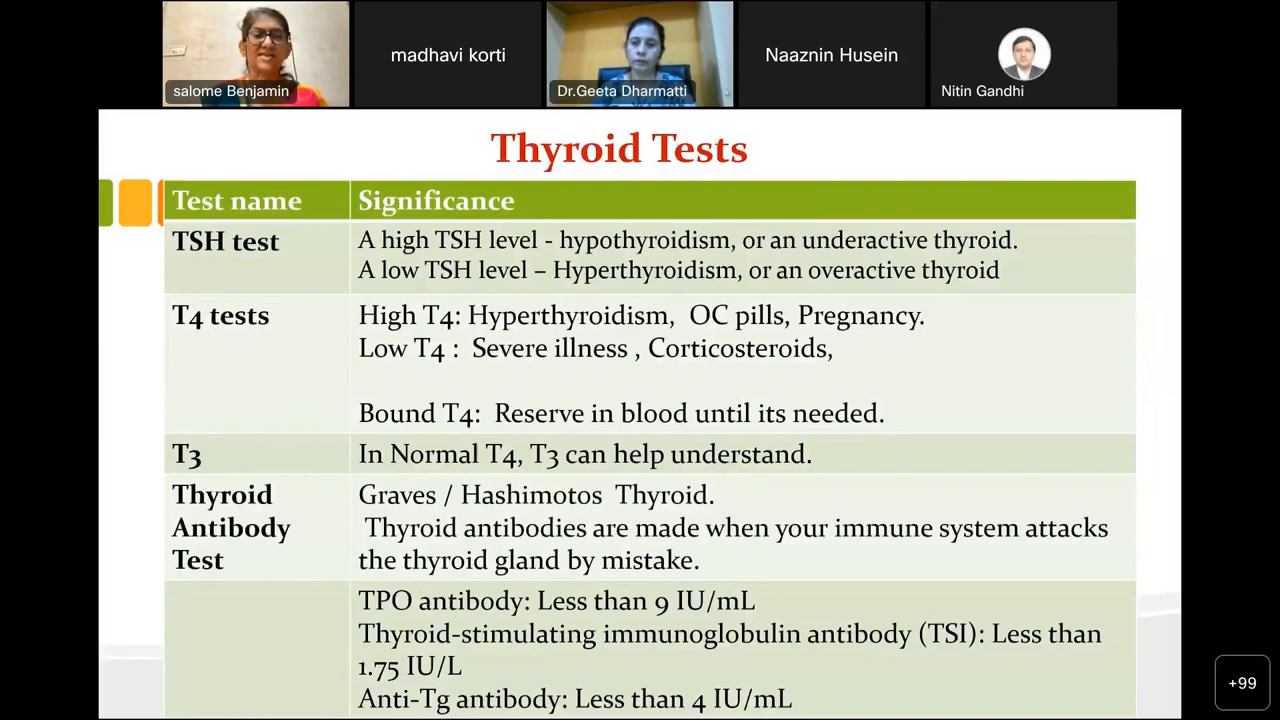 salome Benjamin
madhavi korti
Dr.Geeta Dharmatti
Naaznin Husein
Nitin Gandhi
Thyroid Tests
Test name
Significance
TSH test
A high TSH level - hypothyroidism, or an underactive thyroid.
A low TSH level – Hyperthyroidism, or an overactive thyroid
T4 tests
High T4: Hyperthyroidism, OC pills, Pregnancy.
Low T4 : Severe illness , Corticosteroids,
Bound T4: Reserve in blood until its needed.
T3
In Normal T4, T3 can help understand.
Thyroid
Antibody
Test
Graves / Hashimotos Thyroid.
Thyroid antibodies are made when your immune system attacks
the thyroid gland by mistake.
TPO antibody: Less than 9 IU/mL
Thyroid-stimulating immunoglobulin antibody (TSI): Less than
1.75 IU/L
Anti-Tg antibody: Less than 4 IU/mL
+99